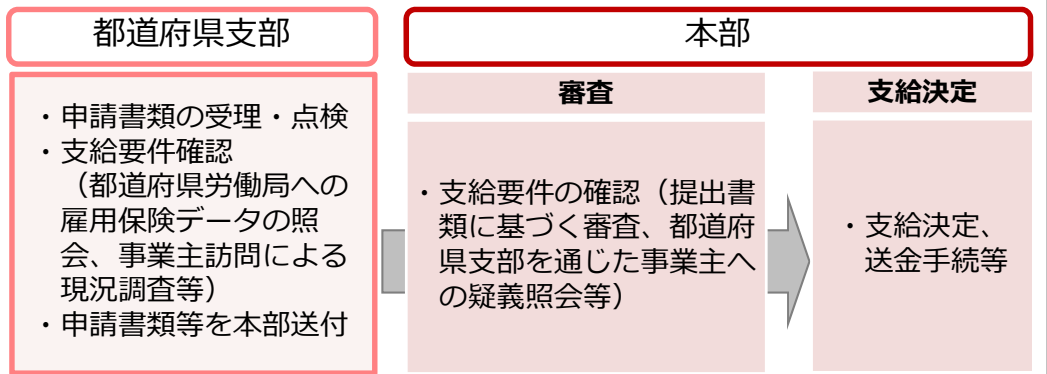 都道府県支部
・申請書類の受理・点検
・支給要件確認
（都道府県労働局への
雇用保険データの照
会、事業主訪問による
現況調査等）
・申請書類等を本部送付
本部
審査
・支給要件の確認（提出書
類に基づく審査、都道府
県支部を通じた事業主へ
の疑義照会等）
支給決定
・支給決定、
送金手続等